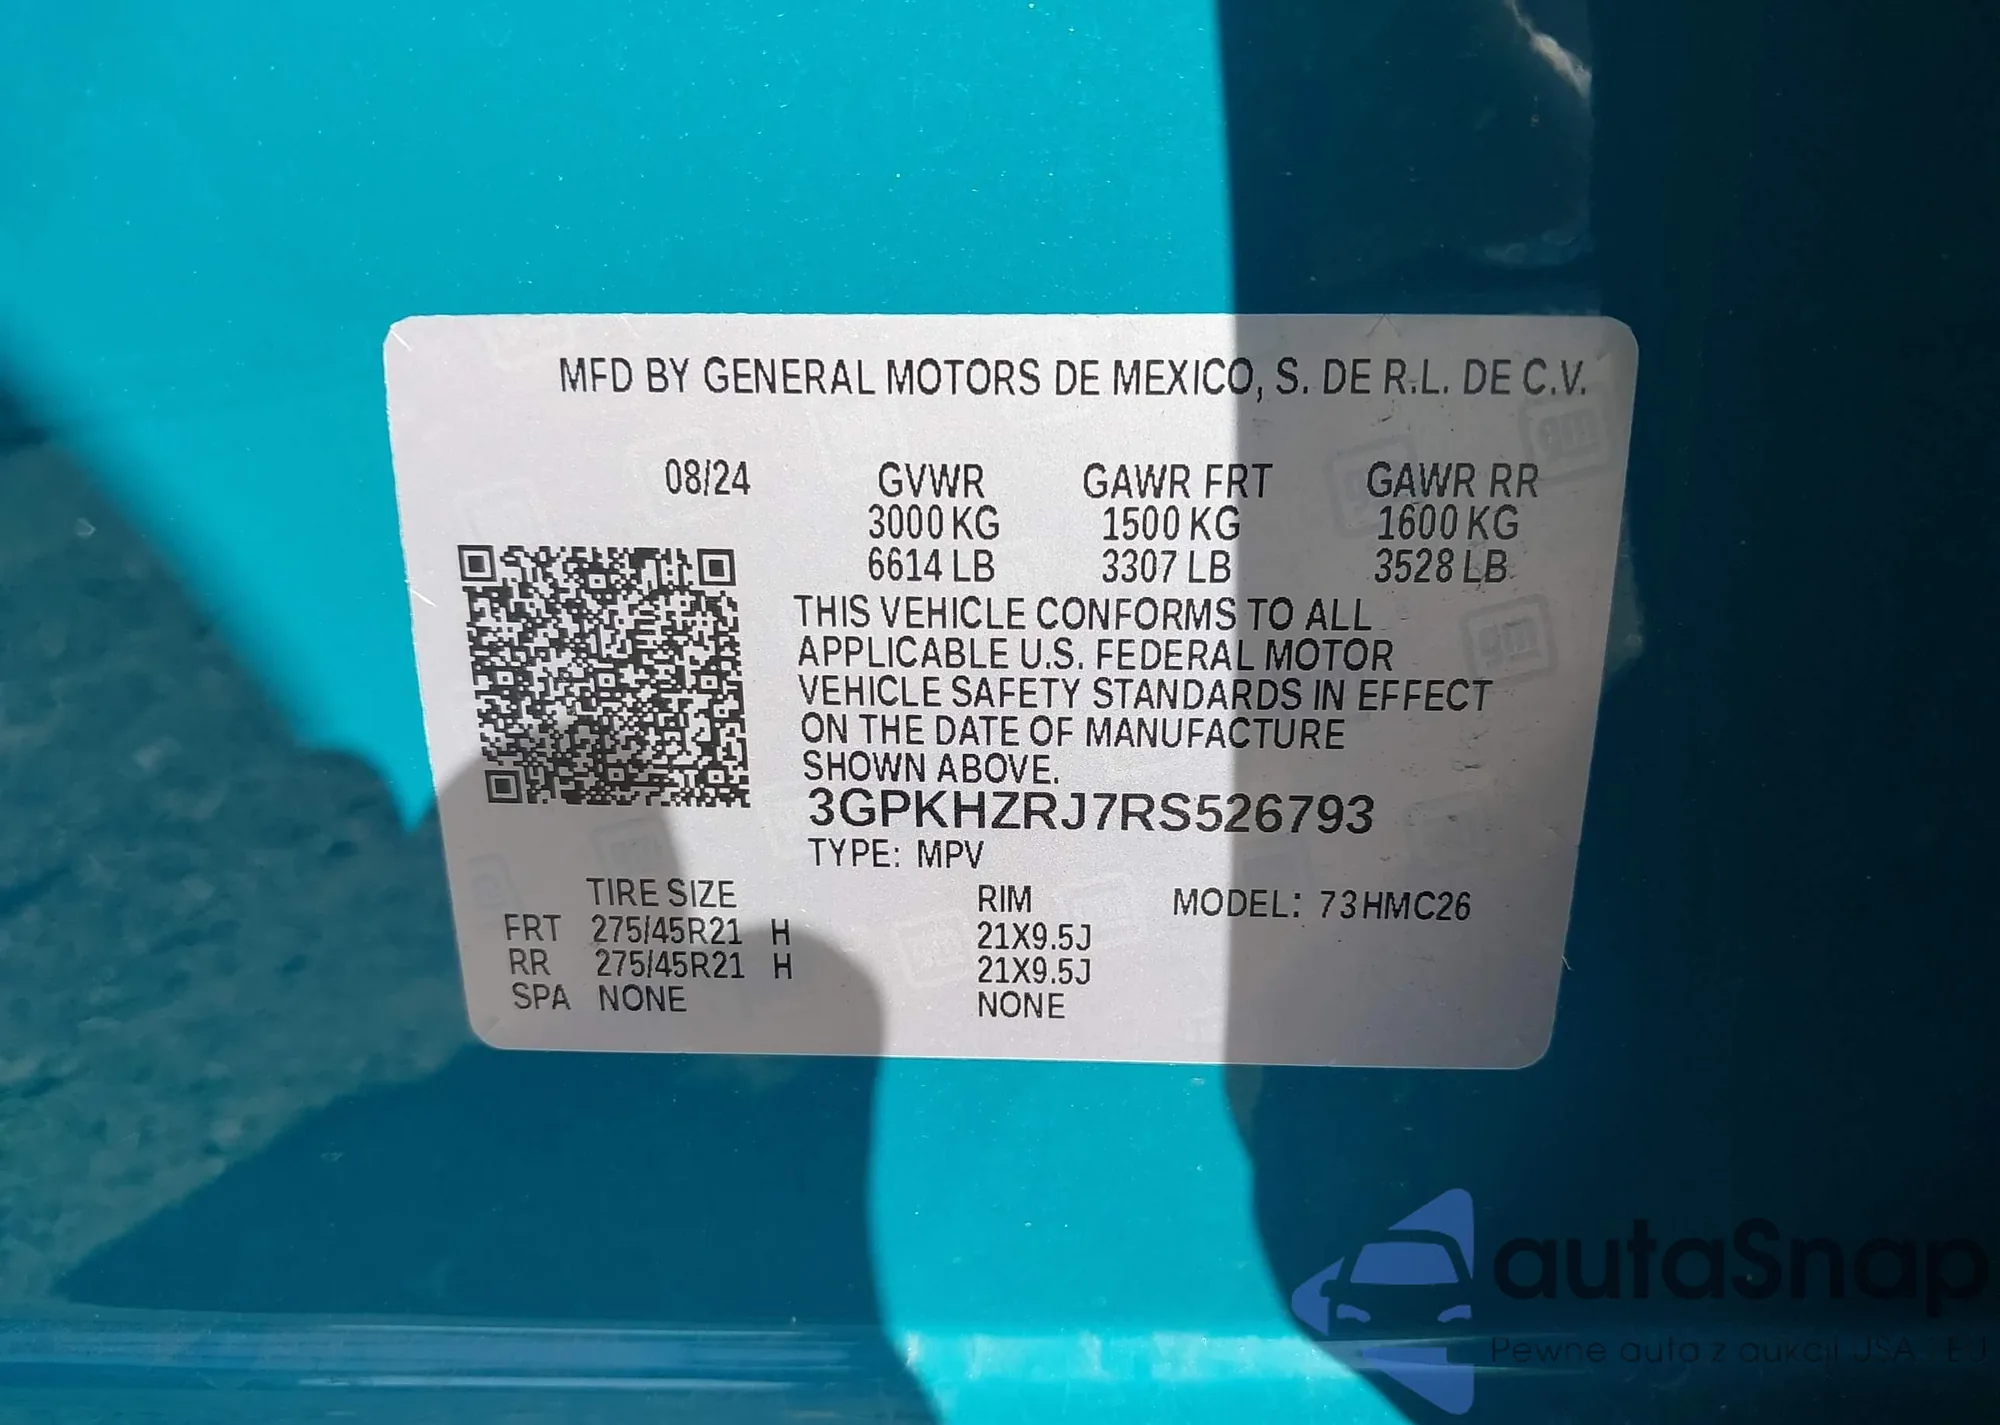 MFD BY GENERAL MOTORS DE MEXICO, S. DE R.L. DE C.V.
08/24 GVWR GAWR FRT GAWR RR
3000 KG 1500 KG 1600 KG
6614 LB 3307 LB 3528 LB
THIS VEHICLE CONFORMS TO ALL
APPLICABLE U.S. FEDERAL MOTOR
VEHICLE SAFETY STANDARDS IN EFFECT
ON THE DATE OF MANUFACTURE
SHOWN ABOVE.
3GPKHZRJ7RS526793
TYPE: MPV
TIRE SIZE RIM MODEL: 73HMC26
FRT 275/45R21 H 21X9.5J
RR 275/45R21 H 21X9.5J
SPA NONE NONE
autaSnap
Pewne auta z aukcji